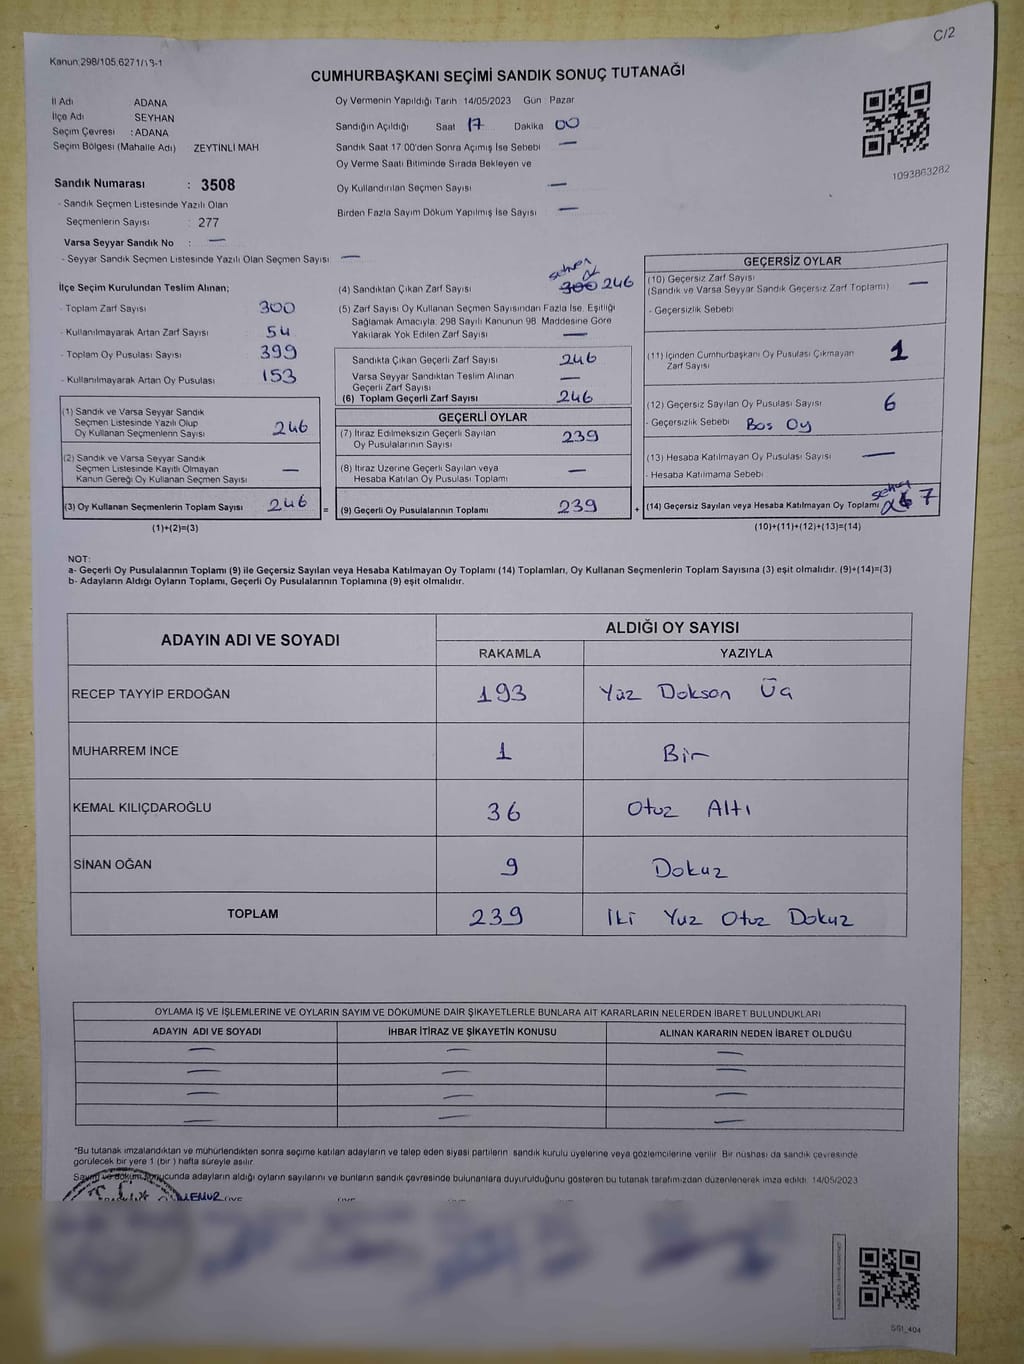 C/2
Kanun.298/105.6271/13-1
CUMHURBAŞKANI SEÇİMİ SANDIK SONUÇ TUTANAĞI
İl Adı ADANA
İlçe Adı SEYHAN
Seçim Çevresi : ADANA
Seçim Bölgesi (Mahalle Adı) ZEYTİNLİ MAH
Sandık Numarası : 3508
- Sandık Seçmen Listesinde Yazılı Olan
Seçmenlerin Sayısı : 277
Varsa Seyyar Sandık No : —
- Seyyar Sandık Seçmen Listesinde Yazılı Olan Seçmen Sayısı : —
Oy Vermenin Yapıldığı Tarih 14/05/2023 Gün Pazar
Sandığın Açıldığı Saat 17 Dakika 00
Sandık Saat 17:00'den Sonra Açımış İse Sebebi —
Oy Verme Saati Bitiminde Sırada Bekleyen ve
Oy Kullandırılan Seçmen Sayısı —
Birden Fazla Sayım Döküm Yapılmış İse Sayısı —
1093863282
İlçe Seçim Kurulundan Teslim Alınan;
- Toplam Zarf Sayısı 300
- Kullanılmayarak Artan Zarf Sayısı 54
- Toplam Oy Pusulası Sayısı 399
- Kullanılmayarak Artan Oy Pusulası 153
(1) Sandık ve Varsa Seyyar Sandık
Seçmen Listesinde Yazılı Olup
Oy Kullanan Seçmenlerin Sayısı 246
(2) Sandık ve Varsa Seyyar Sandık
Seçmen Listesinde Kayıtlı Olmayan
Kanun Gereği Oy Kullanan Seçmen Sayısı —
(3) Oy Kullanan Seçmenlerin Toplam Sayısı 246
(1)+(2)=(3)
sehven
(4) Sandıktan Çıkan Zarf Sayısı 300 246
(5) Zarf Sayısı Oy Kullanan Seçmen Sayısından Fazla İse, Eşitliği
Sağlamak Amacıyla, 298 Sayılı Kanunun 98. Maddesine Göre
Yakılarak Yok Edilen Zarf Sayısı —
Sandıkta Çıkan Geçerli Zarf Sayısı 246
Varsa Seyyar Sandıktan Teslim Alınan
Geçerli Zarf Sayısı —
(6) Toplam Geçerli Zarf Sayısı 246
GEÇERLİ OYLAR
(7) İtiraz Edilmeksizin Geçerli Sayılan
Oy Pusulalarının Sayısı 239
(8) İtiraz Üzerine Geçerli Sayılan veya
Hesaba Katılan Oy Pusulası Toplamı —
= (9) Geçerli Oy Pusulalarının Toplamı 239 +
GEÇERSİZ OYLAR
(10) Geçersiz Zarf Sayısı
(Sandık ve Varsa Seyyar Sandık Geçersiz Zarf Toplamı) —
- Geçersizlik Sebebi
(11) İçinden Cumhurbaşkanı Oy Pusulası Çıkmayan
Zarf Sayısı 1
(12) Geçersiz Sayılan Oy Pusulası Sayısı 6
- Geçersizlik Sebebi Boş Oy
(13) Hesaba Katılmayan Oy Pusulası Sayısı —
- Hesaba Katılmama Sebebi
sehven
(14) Geçersiz Sayılan veya Hesaba Katılmayan Oy Toplamı 7
(10)+(11)+(12)+(13)=(14)
NOT:
a- Geçerli Oy Pusulalarının Toplamı (9) ile Geçersiz Sayılan veya Hesaba Katılmayan Oy Toplamı (14) Toplamları, Oy Kullanan Seçmenlerin Toplam Sayısına (3) eşit olmalıdır. (9)+(14)=(3)
b- Adayların Aldığı Oyların Toplamı, Geçerli Oy Pusulalarının Toplamına (9) eşit olmalıdır.
ADAYIN ADI VE SOYADI ALDIĞI OY SAYISI
RAKAMLA YAZIYLA
RECEP TAYYİP ERDOĞAN 193 Yüz Doksan Üç
MUHARREM İNCE 1 Bir
KEMAL KILIÇDAROĞLU 36 Otuz Altı
SİNAN OĞAN 9 Dokuz
TOPLAM 239 İki Yüz Otuz Dokuz
OYLAMA İŞ VE İŞLEMLERİNE VE OYLARIN SAYIM VE DÖKÜMÜNE DAİR ŞİKAYETLERLE BUNLARA AİT KARARLARIN NELERDEN İBARET BULUNDUKLARI
ADAYIN ADI VE SOYADI İHBAR İTİRAZ VE ŞİKAYETİN KONUSU ALINAN KARARIN NEDEN İBARET OLDUĞU
— — —
— — —
— — —
— — —
*Bu tutanak imzalandıktan ve mühürlendikten sonra seçime katılan adayların ve talep eden siyasi partilerin sandık kurulu üyelerine veya gözlemcilerine verilir. Bir nüshası da sandık çevresinde
görülecek bir yere 1 (bir) hafta süreyle asılır.
Sayım ve döküm sonucunda adayların aldığı oyların sayılarını ve bunların sandık çevresinde bulunanlara duyurulduğunu gösteren bu tutanak tarafımızdan düzenlenerek imza edildi. 14/05/2023
MEMUR
SS1_404